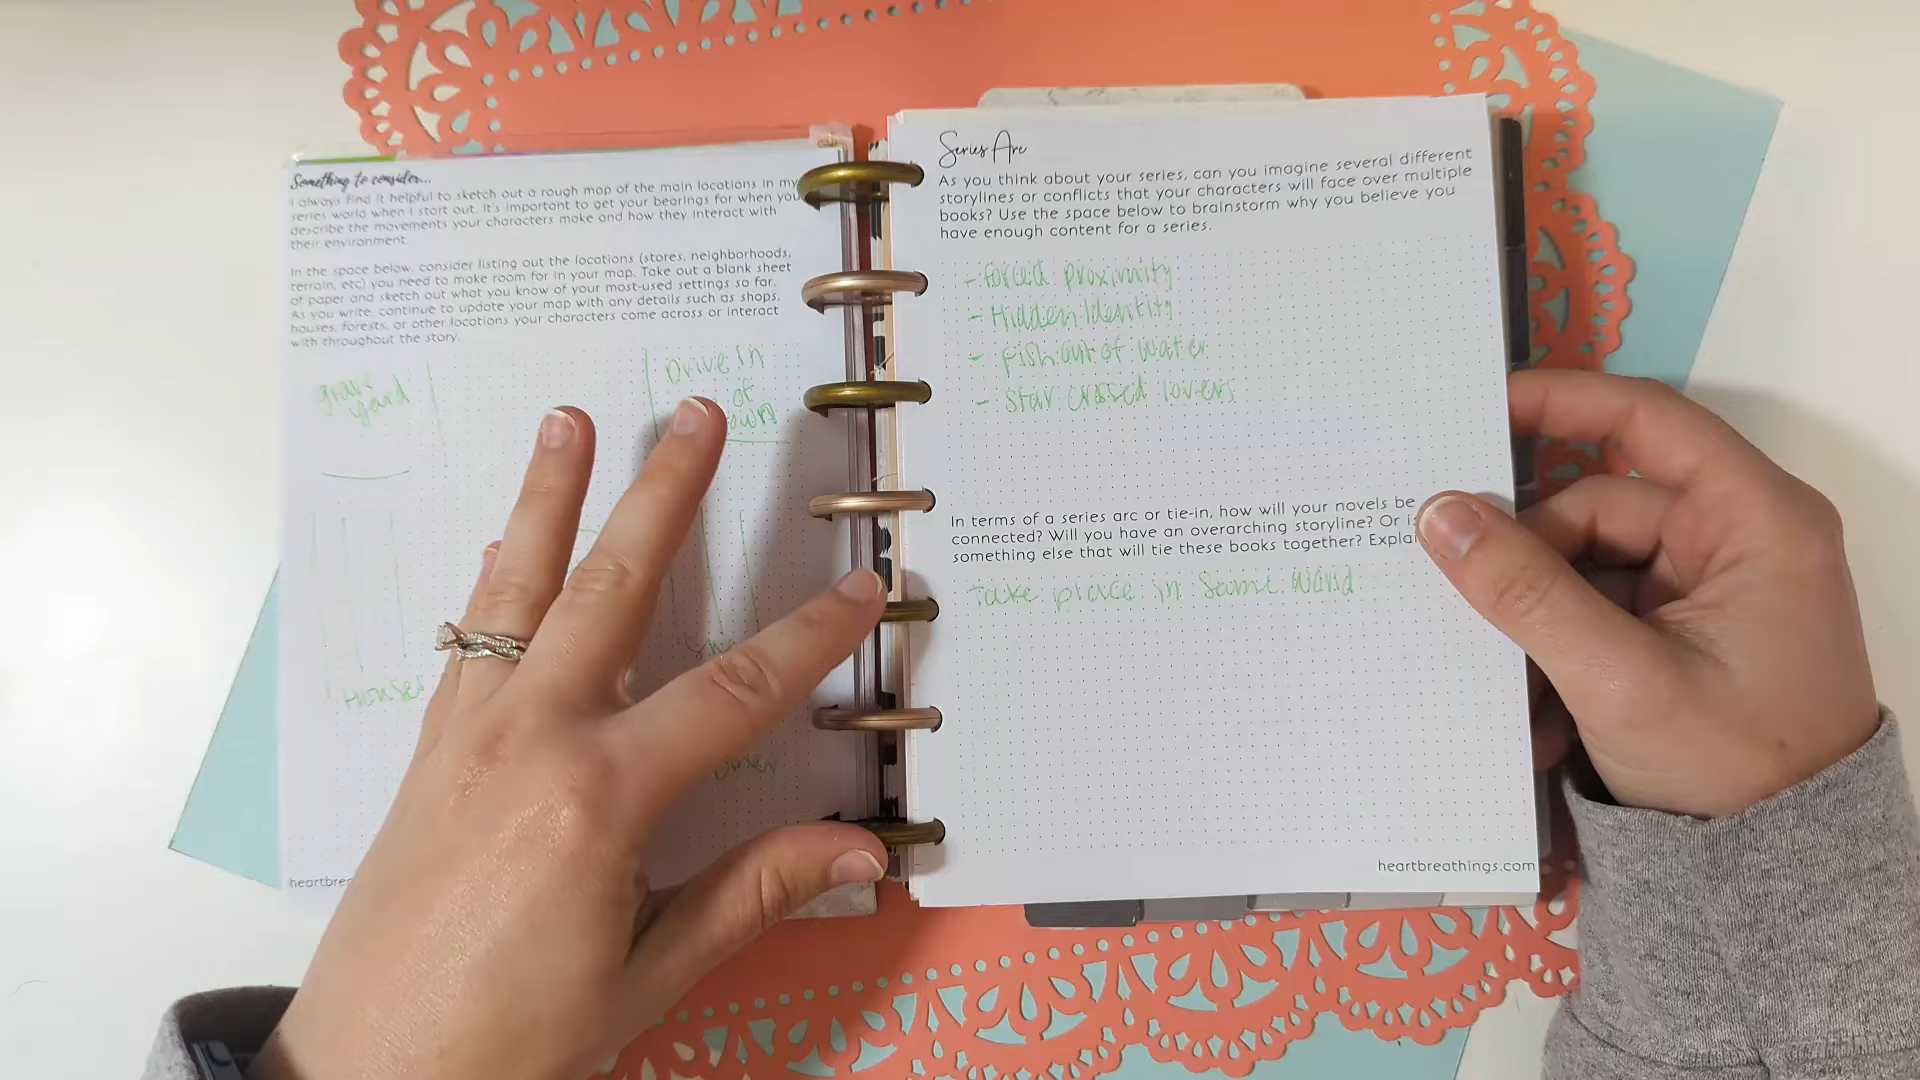 Something to consider...
I always find it helpful to sketch out a rough map of the main locations in my
series world when I start out. It's important to get your bearings for when you
describe the movements your characters make and how they interact with
their environment.
In the space below, consider listing out the locations (stores, neighborhoods,
terrain, etc) you need to make room for in your map. Take out a blank sheet
of paper and sketch out what you know of your most-used settings so far.
As you write, continue to update your map with any details such as shops,
houses, forests, or other locations your characters come across or interact
with throughout the story.
grave
yard
Drive in
of
Houses
heartbre
Series Arc
As you think about your series, can you imagine several different
storylines or conflicts that your characters will face over multiple
books? Use the space below to brainstorm why you believe you
have enough content for a series.
- Forced proximity
- Hidden Identity
- Fish out of water
- Star crossed lovers
In terms of a series arc or tie-in, how will your novels be
connected? Will you have an overarching storyline? Or is
something else that will tie these books together? Explai
Take place in same world
heartbreathings.com